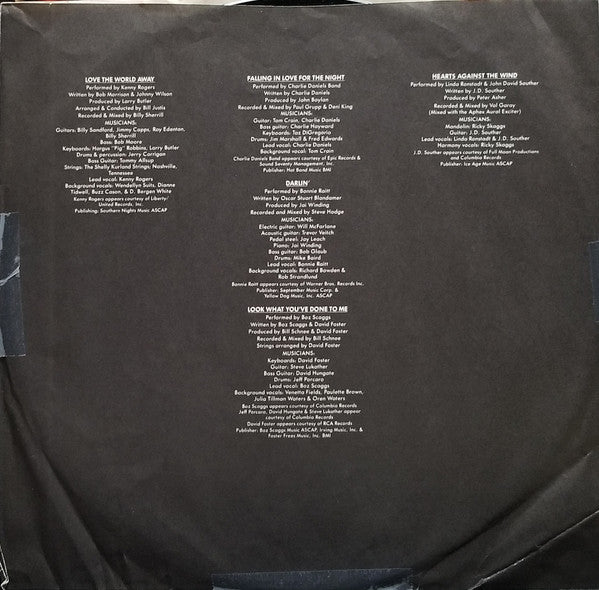 LOVE THE WORLD AWAY
Performed by Kenny Rogers
Written by Bob Morrison & Johnny Wilson
Produced by Larry Butler
Arranged & Conducted by Bill Justis
Recorded & Mixed by Billy Sherrill
MUSICIANS:
Guitars: Billy Sandford, Jimmy Capps, Ray Edenton,
Billy Sherrill
Bass: Bob Moore
Keyboards: Hargus "Pig" Robbins, Larry Butler
Drums & percussion: Jerry Corrigan
Bass Guitar: Tommy Allsup
Strings: The Shelly Kurland Strings; Nashville,
Tennessee
Lead vocal: Kenny Rogers
Background vocals: Wendellyn Suits, Dianne
Tidwell, Buzz Cason, & D. Bergen White
Kenny Rogers appears courtesy of Liberty/
United Records, Inc.
Publishing: Southern Nights Music ASCAP
FALLING IN LOVE FOR THE NIGHT
Performed by Charlie Daniels Band
Written by Charlie Daniels
Produced by John Boylan
Recorded & Mixed by Paul Grupp & Deni King
MUSICIANS:
Guitar: Tom Crain, Charlie Daniels
Bass guitar: Charlie Hayward
Keyboards: Taz DiGregorio
Drums: Jim Marshall & Fred Edwards
Lead vocal: Charlie Daniels
Background vocal: Tom Crain
Charlie Daniels Band appears courtesy of Epic Records &
Sound Seventy Management, Inc.
Publisher: Hat Band Music BMI
DARLIN'
Performed by Bonnie Raitt
Written by Oscar Stuart Blandamer
Produced by Jai Winding
Recorded and Mixed by Steve Hodge
MUSICIANS:
Electric guitar: Will McFarlane
Acoustic guitar: Trevor Veitch
Pedal steel: Jay Leach
Piano: Jai Winding
Bass guitar: Bob Glaub
Drums: Mike Baird
Lead vocal: Bonnie Raitt
Background vocals: Richard Bowden &
Rob Strandlund
Bonnie Raitt appears courtesy of Warner Bros. Records Inc.
Publisher: September Music Corp. &
Yellow Dog Music, Inc. ASCAP
LOOK WHAT YOU'VE DONE TO ME
Performed by Boz Scaggs
Written by Boz Scaggs & David Foster
Produced by Bill Schnee & David Foster
Recorded & Mixed by Bill Schnee
Strings arranged by David Foster
MUSICIANS:
Keyboards: David Foster
Guitar: Steve Lukather
Bass Guitar: David Hungate
Drums: Jeff Porcaro
Lead vocal: Boz Scaggs
Background vocals: Venetta Fields, Paulette Brown,
Julia Tillman Waters & Oren Waters
Boz Scaggs appears courtesy of Columbia Records
Jeff Porcaro, David Hungate & Steve Lukather appear
courtesy of Columbia Records
David Foster appears courtesy of RCA Records
Publisher: Boz Scaggs Music ASCAP, Irving Music, Inc. &
Foster Frees Music, Inc. BMI
HEARTS AGAINST THE WIND
Performed by Linda Ronstadt & John David Souther
Written by J.D. Souther
Produced by Peter Asher
Recorded & Mixed by Val Garay
(Mixed with the Aphex Aural Exciter)
MUSICIANS:
Mandolin: Ricky Skaggs
Guitar: J.D. Souther
Lead vocals: Linda Ronstadt & J.D. Souther
Harmony vocals: Ricky Skaggs
J.D. Souther appears courtesy of Full Moon Productions
and Columbia Records
Publisher: Ice Age Music ASCAP